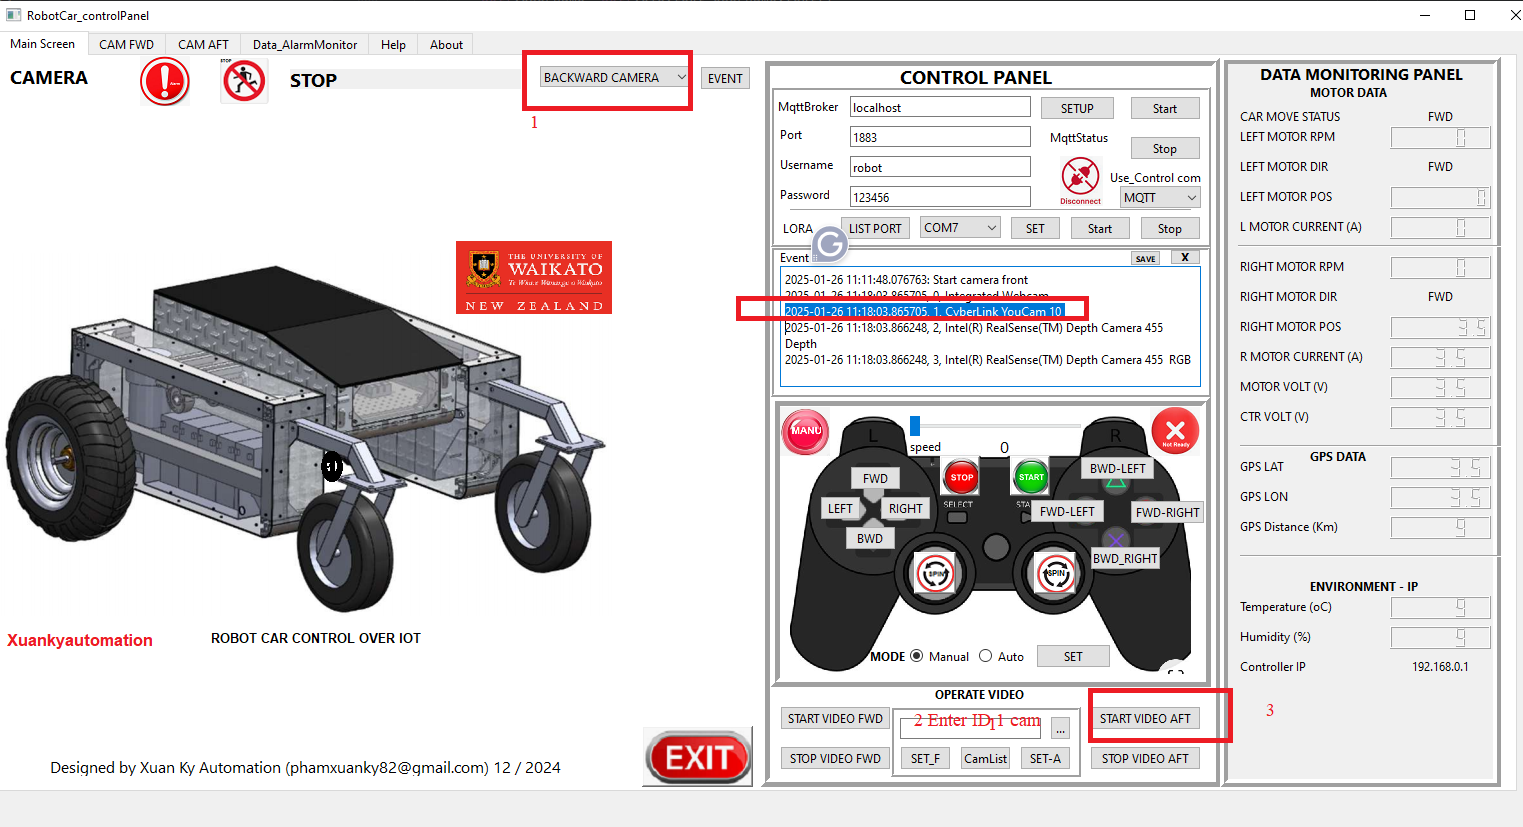 RobotCar_controlPanel
Main Screen
CAM FWD
CAM AFT
Data_AlarmMonitor
Help
About
CAMERA
STOP
STOP
BACKWARD CAMERA
EVENT
1
THE UNIVERSITY OF
WAIKATO
Te Whare Wānanga o Waikato
NEW ZEALAND
Xuankyautomation
ROBOT CAR CONTROL OVER IOT
EXIT
Designed by Xuan Ky Automation (phamxuanky82@gmail.com) 12 / 2024
CONTROL PANEL
MqttBroker
localhost
SETUP
Start
Port
1883
MqttStatus
Stop
Username
robot
Disconnect
Use_Control com
Password
123456
MQTT
LORA
LIST PORT
COM7
SET
Start
Stop
Event
SAVE
X
2025-01-26 11:11:48.076763: Start camera front
2025-01-26 11:18:03.865705, 0, Integrated Webcam
2025-01-26 11:18:03.865705, 1, CyberLink YouCam 10
2025-01-26 11:18:03.866248, 2, Intel(R) RealSense(TM) Depth Camera 455
Depth
2025-01-26 11:18:03.866248, 3, Intel(R) RealSense(TM) Depth Camera 455 RGB
MANU
L
speed
0
R
Not Ready
FWD
STOP
START
BWD-LEFT
LEFT
RIGHT
SELECT
FWD-LEFT
FWD-RIGHT
BWD
BWD_RIGHT
SPIN
SPIN
MODE
Manual
Auto
SET
OPERATE VIDEO
START VIDEO FWD
2 Enter ID 1 cam
1
...
START VIDEO AFT
3
STOP VIDEO FWD
SET_F
CamList
SET-A
STOP VIDEO AFT
DATA MONITORING PANEL
MOTOR DATA
CAR MOVE STATUS FWD
LEFT MOTOR RPM 0
LEFT MOTOR DIR FWD
LEFT MOTOR POS 0
L MOTOR CURRENT (A) 0
RIGHT MOTOR RPM 0
RIGHT MOTOR DIR FWD
RIGHT MOTOR POS 3.5
R MOTOR CURRENT (A) 3.5
MOTOR VOLT (V) 3.5
CTR VOLT (V) 3.5
GPS DATA
GPS LAT 3.5
GPS LON 3.5
GPS Distance (Km) 9
ENVIRONMENT - IP
Temperature (oC) 9
Humidity (%) 9
Controller IP 192.168.0.1